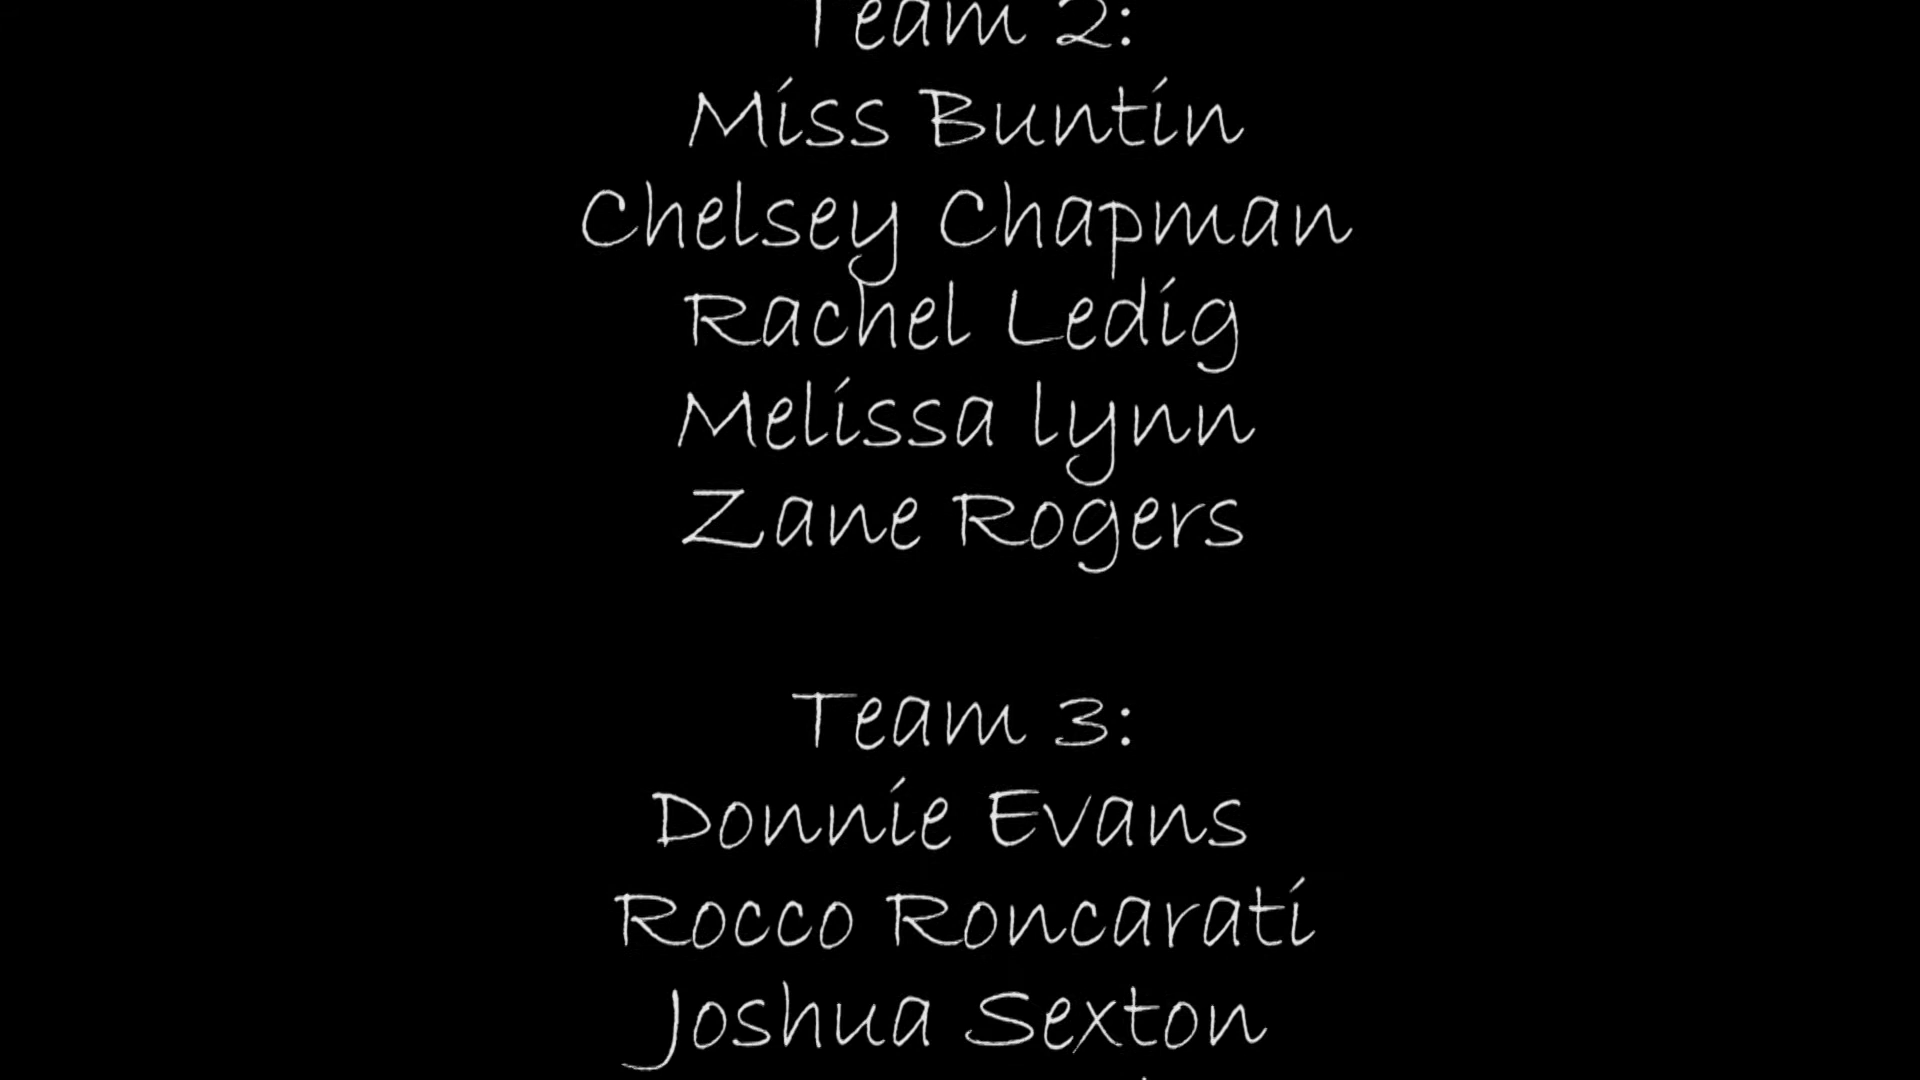 Team 2:
Miss Buntin
Chelsey Chapman
Rachel Ledig
Melissa lynn
Zane Rogers
Team 3:
Donnie Evans
Rocco Roncarati
Joshua Sexton